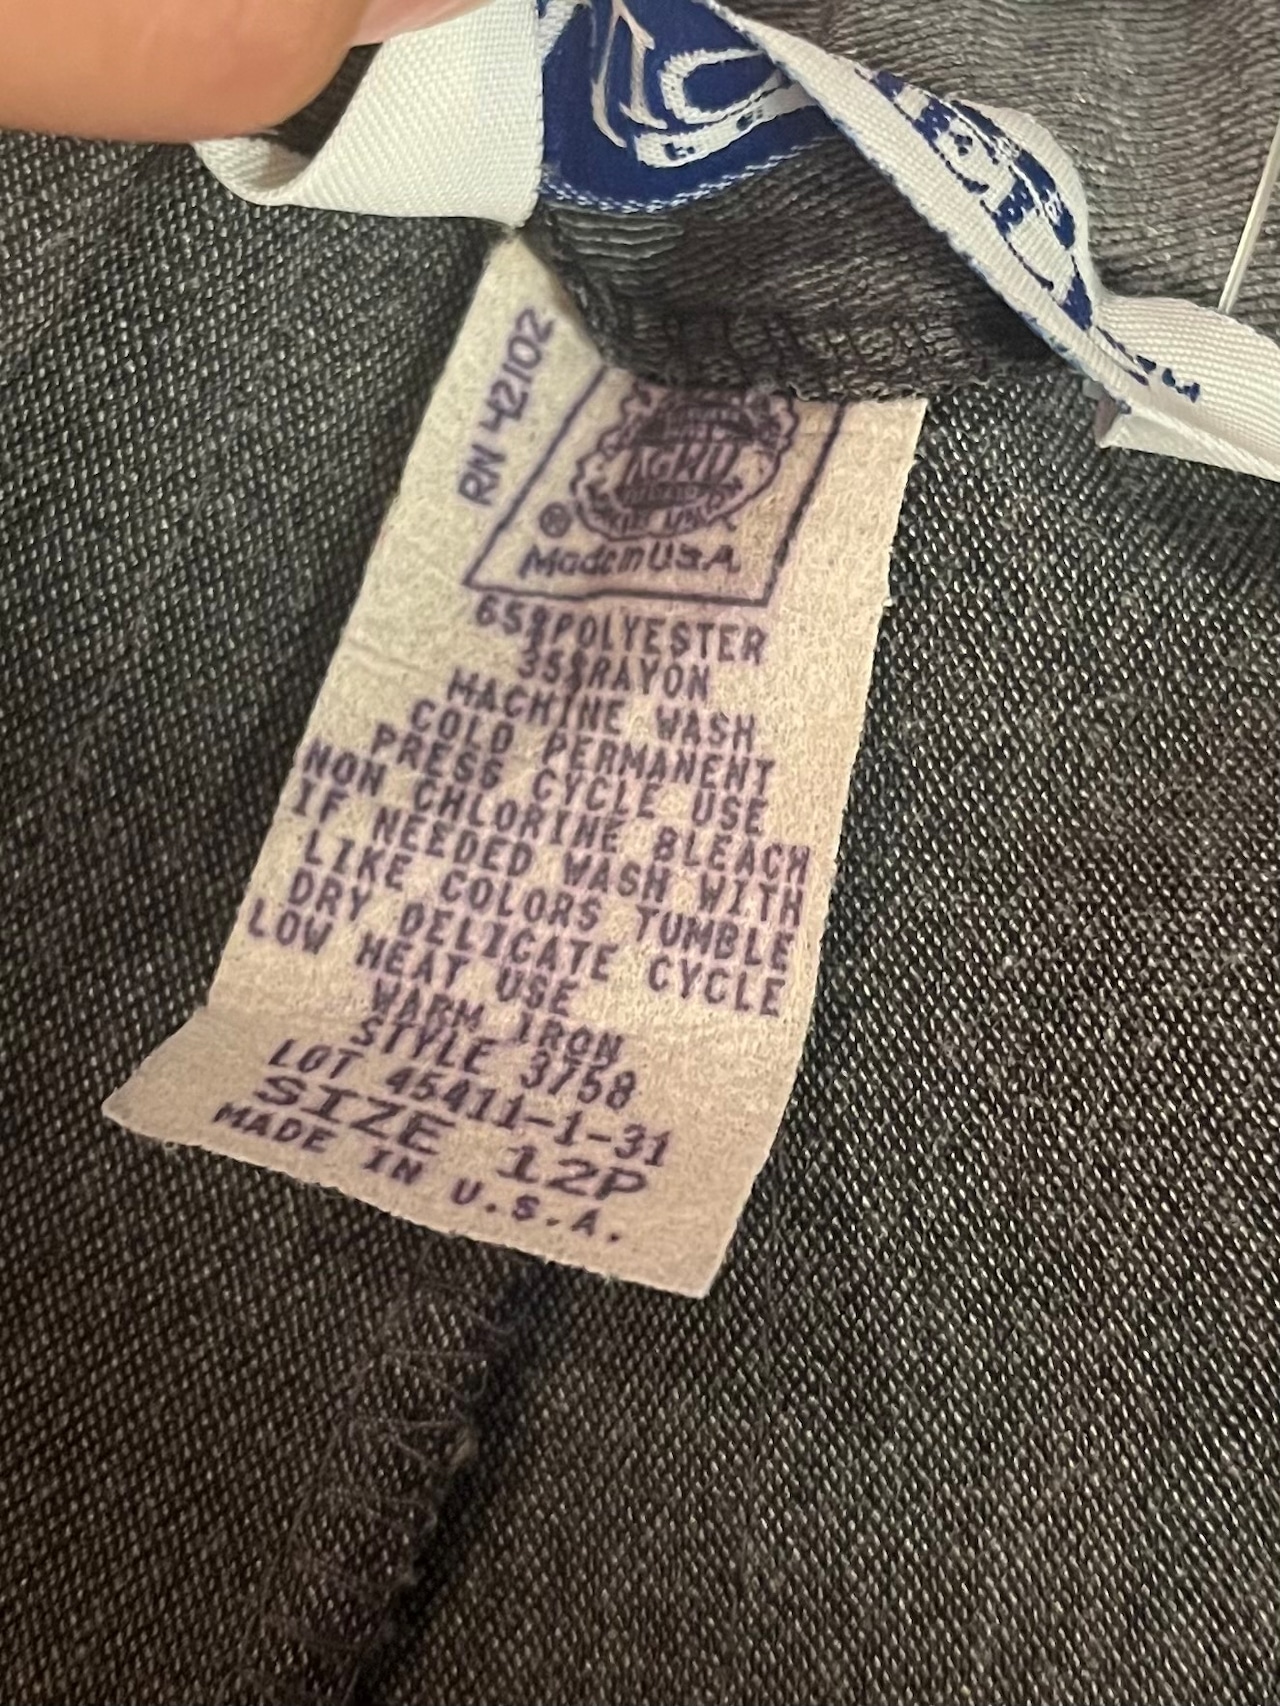 RN 42102
®
Made in U.S.A.
65%POLYESTER
35%RAYON
MACHINE WASH
COLD PERMANENT
PRESS CYCLE USE
NON CHLORINE BLEACH
IF NEEDED WASH WITH
LIKE COLORS TUMBLE
DRY DELICATE CYCLE
LOW HEAT USE
WARM IRON
STYLE 3758
LOT 45411-1-31
SIZE 12P
MADE IN U.S.A.